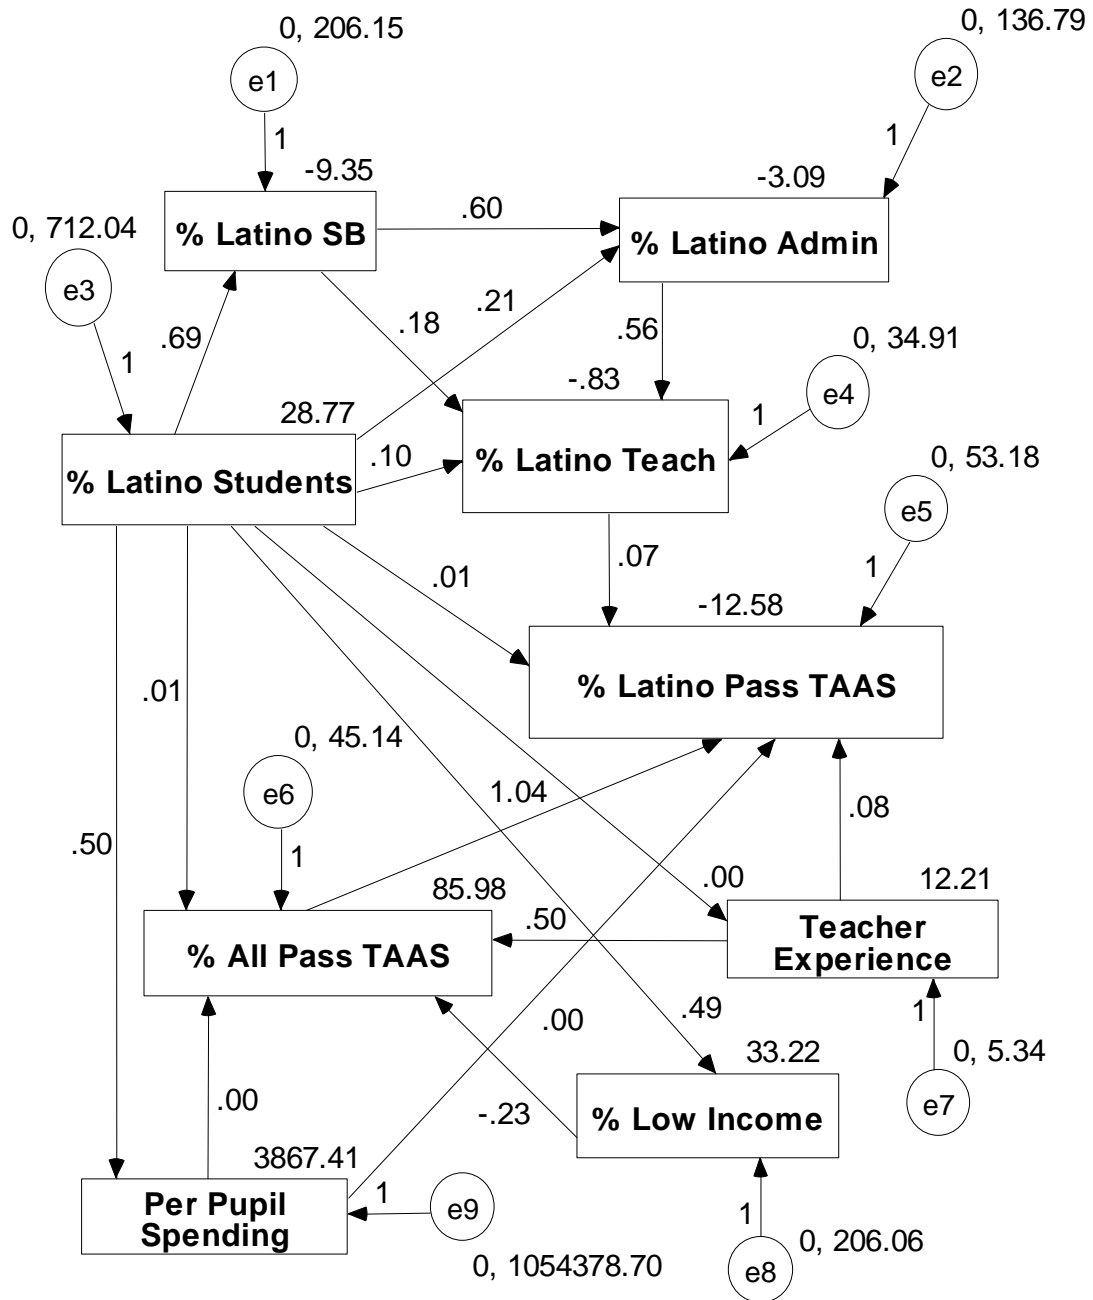 0, 206.15
0, 136.79
e1
e2
1
1
-9.35
-3.09
0, 712.04
% Latino SB
.60
% Latino Admin
e3
.18
.21
.69
.56
0, 34.91
1
-.83
e4
28.77
1
.10
% Latino Teach
0, 53.18
% Latino Students
e5
.07
.01
1
-12.58
% Latino Pass TAAS
.01
0, 45.14
e6
1.04
.08
.50
1
.00
85.98
12.21
.50
Teacher
Experience
% All Pass TAAS
.49
.00
1
33.22
0, 5.34
.00
-.23
e7
% Low Income
3867.41
Per Pupil
Spending
1
e9
1
0, 206.06
0, 1054378.70
e8